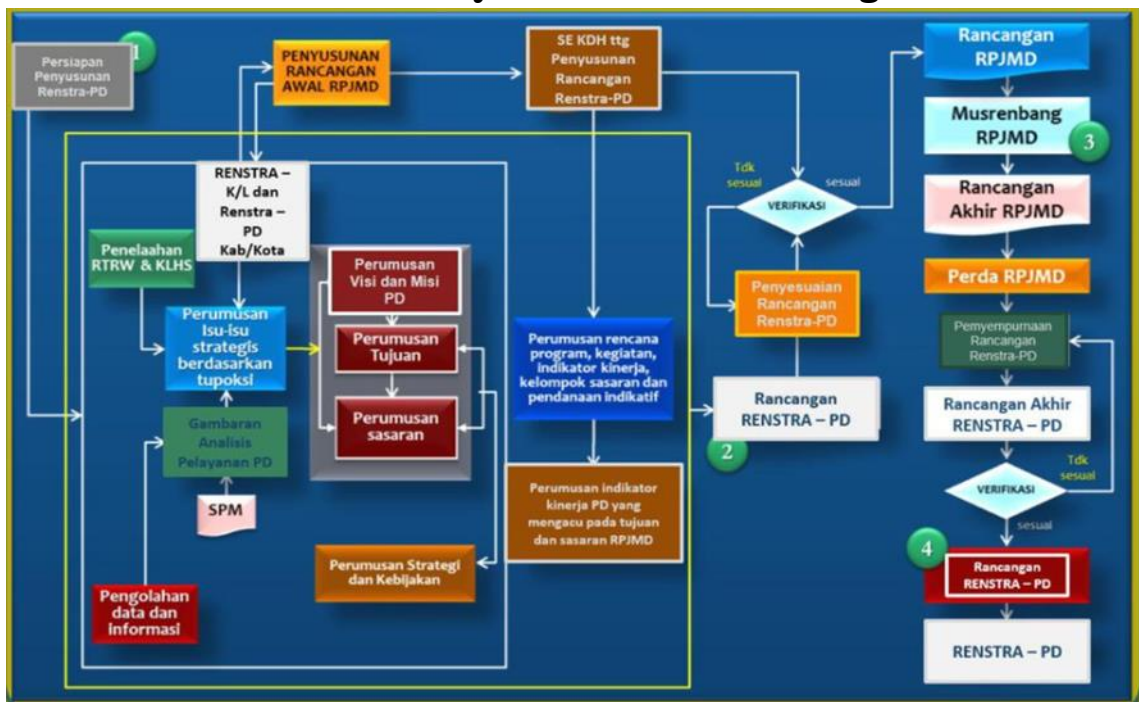 1
Persiapan
Penyusunan
Renstra-PD
PENYUSUNAN
RANCANGAN
AWAL RPJMD
SE KDH ttg
Penyusunan
Rancangan
Renstra-PD
Rancangan
RPJMD
Musrenbang
RPJMD
3
Rancangan
Akhir RPJMD
Perda RPJMD
Pemyempurnaan
Rancangan
Renstra-PD
Rancangan Akhir
RENSTRA – PD
VERIFIKASI
Tdk
sesuai
sesuai
4
Rancangan
RENSTRA – PD
RENSTRA – PD
Tdk
sesuai
sesuai
VERIFIKASI
Penyesuaian
Rancangan
Renstra-PD
Rancangan
RENSTRA – PD
2
RENSTRA –
K/L dan
Renstra –
PD
Kab/Kota
Penelaahan
RTRW & KLHS
Perumusan
Isu-isu
strategis
berdasarkan
tupoksi
Gambaran
Analisis
Pelayanan PD
SPM
Pengolahan
data dan
informasi
Perumusan
Visi dan Misi
PD
Perumusan
Tujuan
Perumusan
sasaran
Perumusan Strategi
dan Kebijakan
Perumusan rencana
program, kegiatan,
indikator kinerja,
kelompok sasaran dan
pendanaan indikatif
Perumusan indikator
kinerja PD yang
mengacu pada tujuan
dan sasaran RPJMD